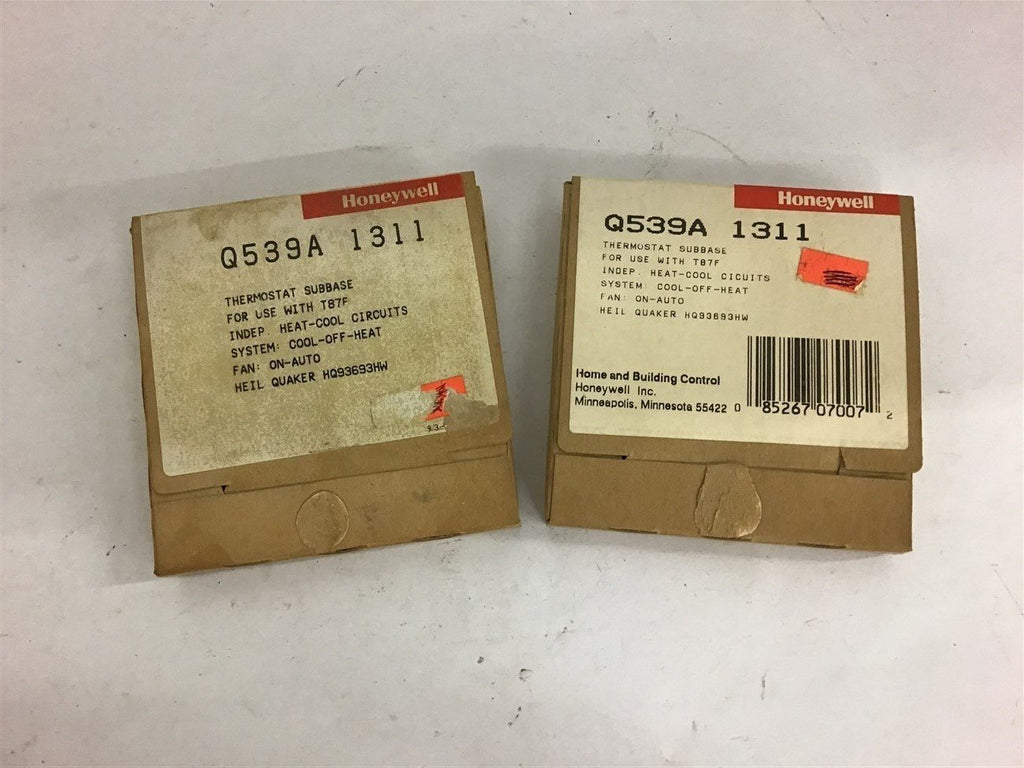 Honeywell
Q539A 1311
THERMOSTAT SUBBASE
FOR USE WITH T87F
INDEP. HEAT-COOL CIRCUITS
SYSTEM: COOL-OFF-HEAT
FAN: ON-AUTO
HEIL QUAKER HQ93693HW
Honeywell
Q539A 1311
THERMOSTAT SUBBASE
FOR USE WITH T87F
INDEP. HEAT-COOL CICUITS
SYSTEM: COOL-OFF-HEAT
FAN: ON-AUTO
HEIL QUAKER HQ93693HW
Home and Building Control
Honeywell Inc.
Minneapolis, Minnesota 55422
0 85267 07007 2